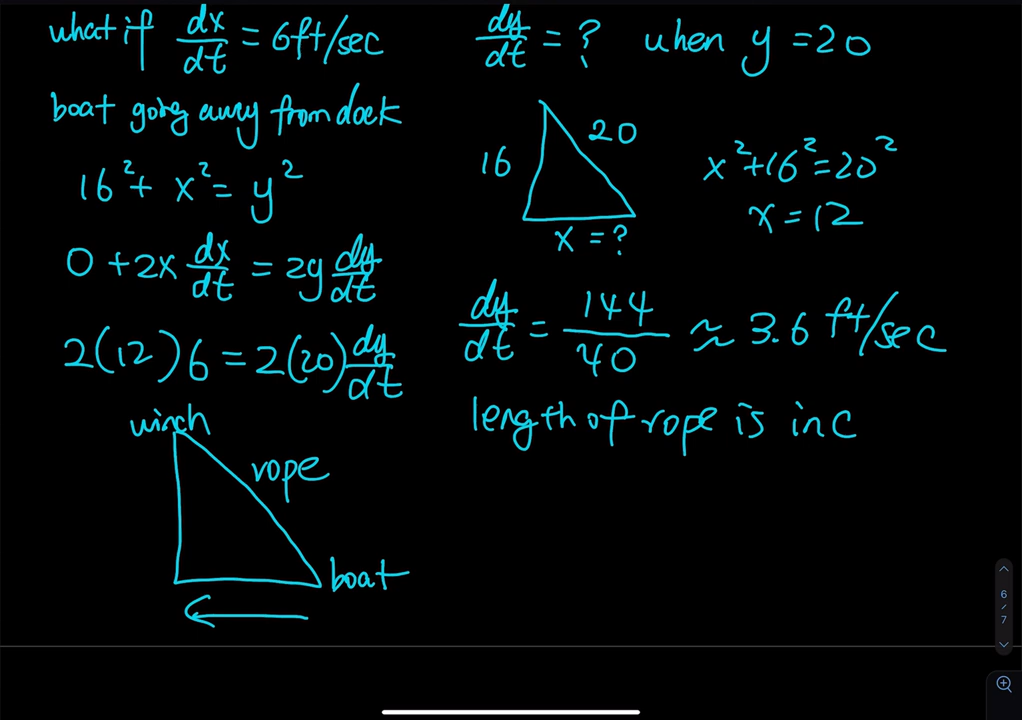 what if dx/dt = 6ft/sec
boat going away from dock
16² + x² = y²
0 + 2x dx/dt = 2y dy/dt
2(12)6 = 2(20) dy/dt
winch
rope
boat
dy/dt = ? when y = 20
16
20
x = ?
x² + 16² = 20²
x = 12
dy/dt = 144/40 ≈ 3.6 ft/sec
length of rope is inc
6
/
7